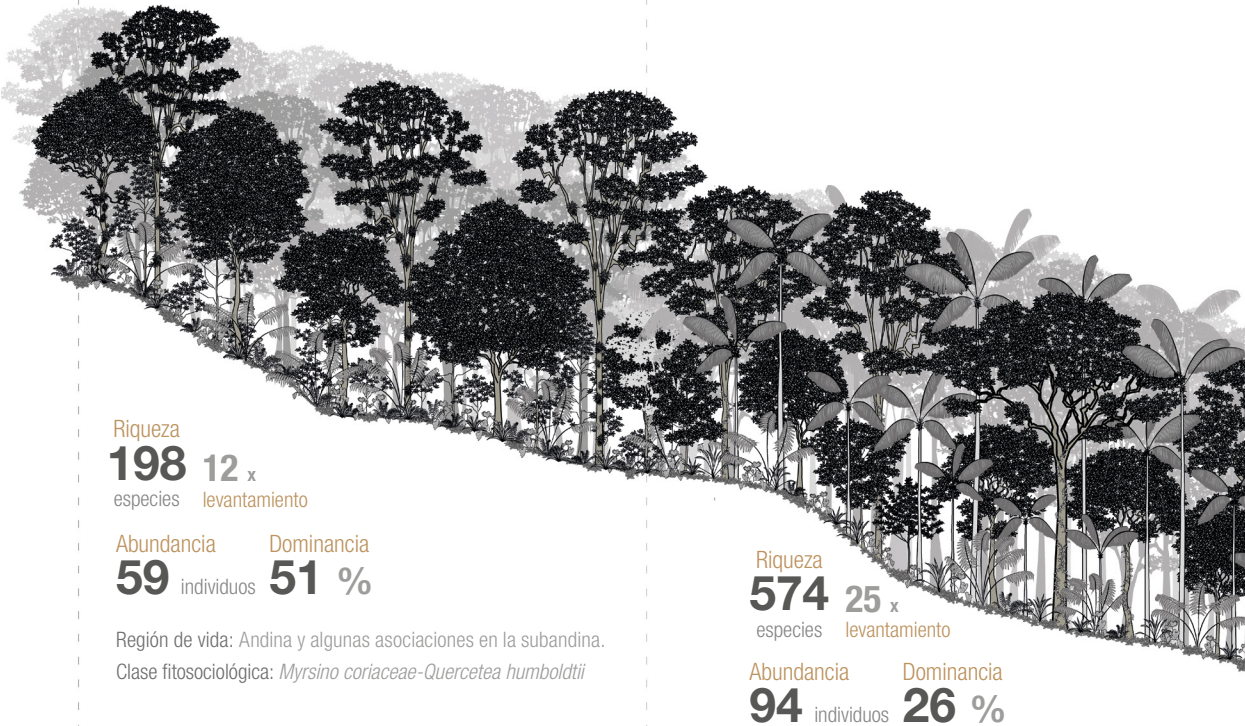 Riqueza
198 12 x
especies levantamiento
Abundancia Dominancia
59 individuos 51 %
Región de vida: Andina y algunas asociaciones en la subandina.
Clase fitosociológica: Myrsino coriaceae-Quercetea humboldtii
Riqueza
574 25 x
especies levantamiento
Abundancia Dominancia
94 individuos 26 %